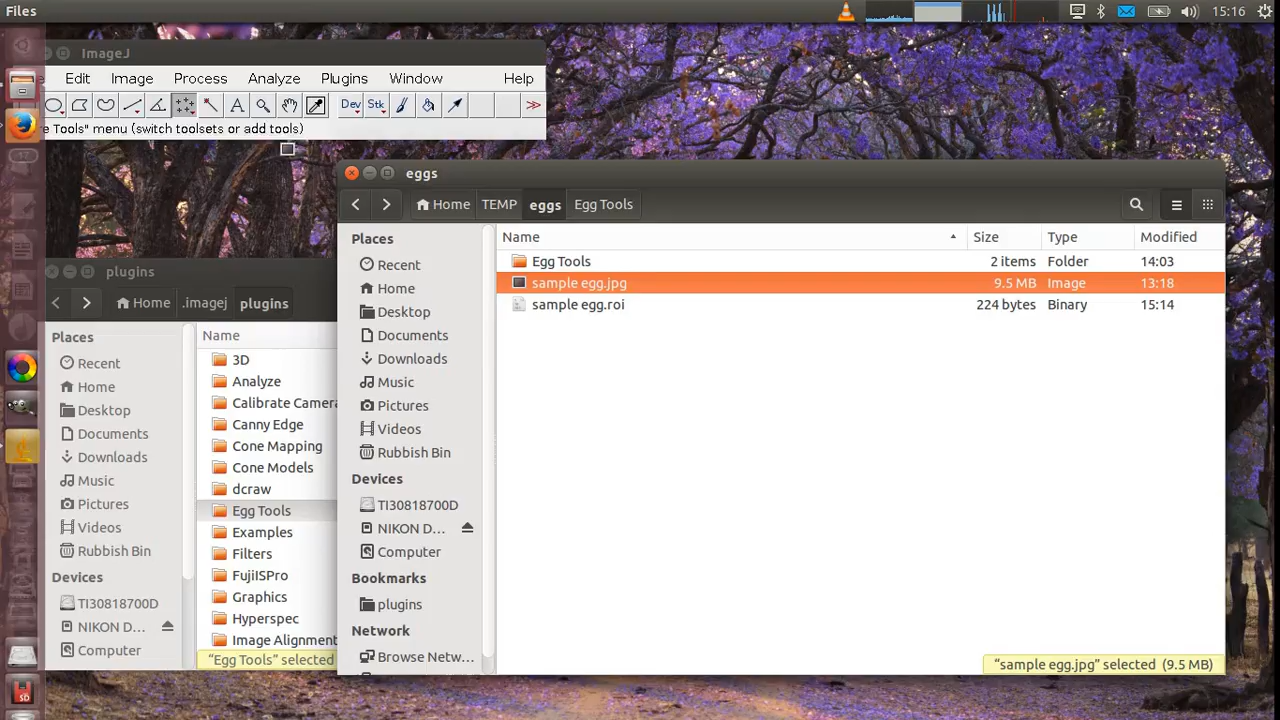 Files
15:16
ImageJ
Edit Image Process Analyze Plugins Window Help
Dev Stk
e Tools" menu (switch toolsets or add tools)
eggs
Home TEMP eggs Egg Tools
Places
Recent
Home
Desktop
Documents
Downloads
Music
Pictures
Videos
Rubbish Bin
Devices
TI30818700D
NIKON D…
Computer
Bookmarks
plugins
Network
Browse Netw…
Name Size Type Modified
Egg Tools 2 items Folder 14:03
sample egg.jpg 9.5 MB Image 13:18
sample egg.roi 224 bytes Binary 15:14
"sample egg.jpg" selected (9.5 MB)
plugins
Home .imagej plugins
Places
Recent
Home
Desktop
Documents
Downloads
Music
Pictures
Videos
Rubbish Bin
Devices
TI30818700D
NIKON D…
Computer
Name
3D
Analyze
Calibrate Camera
Canny Edge
Cone Mapping
Cone Models
dcraw
Egg Tools
Examples
Filters
FujiISPro
Graphics
Hyperspec
Image Alignment
"Egg Tools" selected
SD